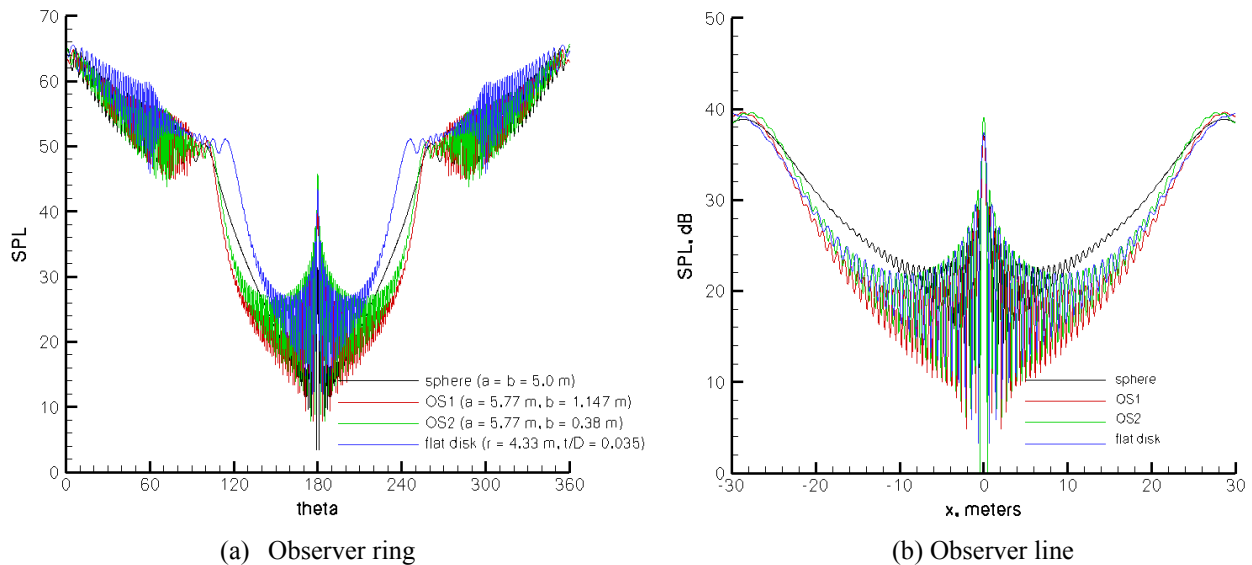 70
60
50
40
30
20
10
0
SPL
0 60 120 180 240 300 360
theta
sphere (a = b = 5.0 m)
OS1 (a = 5.77 m, b = 1.147 m)
OS2 (a = 5.77 m, b = 0.38 m)
flat disk (r = 4.33 m, t/D = 0.035)
(a) Observer ring
50
40
30
20
10
0
SPL, dB
-30 -20 -10 0 10 20 30
x, meters
sphere
OS1
OS2
flat disk
(b) Observer line